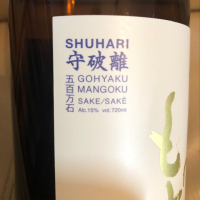 SHUHARI
守破離
五百万石
GOHYAKU
MANGOKU
SAKE/SAKÉ
Alc.15% vol.720ml